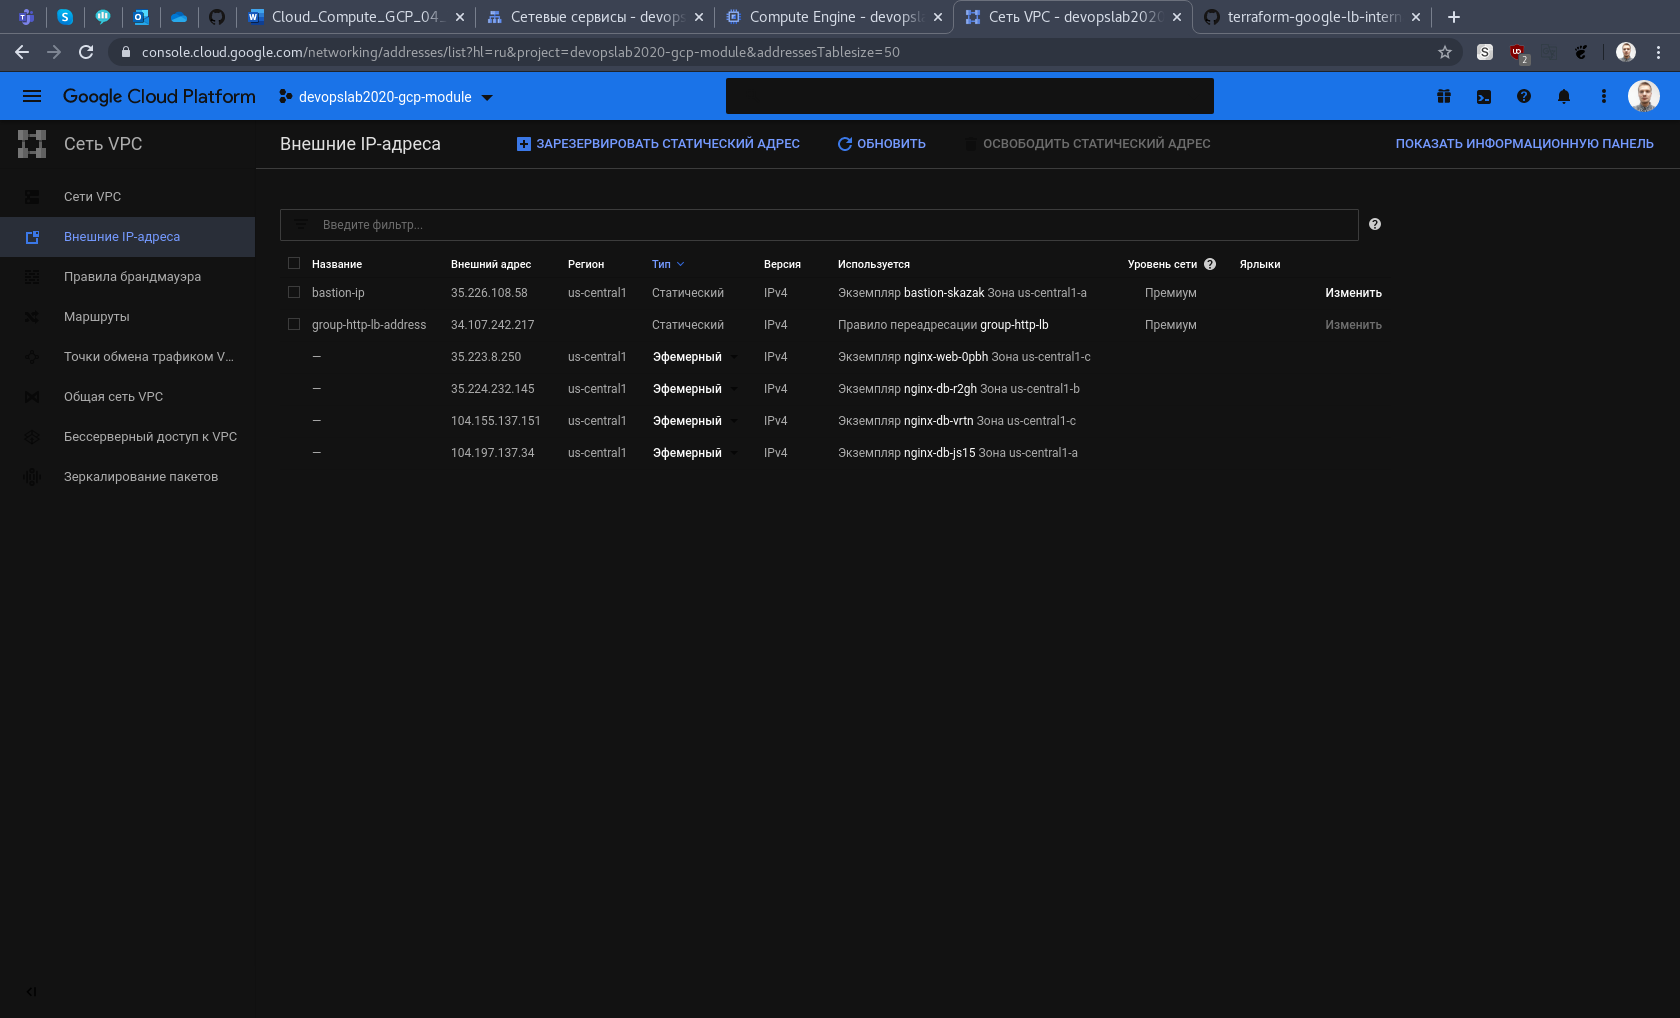 Cloud_Compute_GCP_04_
Сетевые сервисы - devops
Compute Engine - devopsl
Сеть VPC - devopslab2020
terraform-google-lb-intern
console.cloud.google.com/networking/addresses/list?hl=ru&project=devopslab2020-gcp-module&addressesTablesize=50
S
2
Google Cloud Platform
devopslab2020-gcp-module
Сеть VPC
Внешние IP-адреса
ЗАРЕЗЕРВИРОВАТЬ СТАТИЧЕСКИЙ АДРЕС
ОБНОВИТЬ
ОСВОБОДИТЬ СТАТИЧЕСКИЙ АДРЕС
ПОКАЗАТЬ ИНФОРМАЦИОННУЮ ПАНЕЛЬ
Сети VPC
Внешние IP-адреса
Правила брандмауэра
Маршруты
Точки обмена трафиком V...
Общая сеть VPC
Бессерверный доступ к VPC
Зеркалирование пакетов
Введите фильтр...
Название Внешний адрес Регион Тип Версия Используется Уровень сети Ярлыки
bastion-ip 35.226.108.58 us-central1 Статический IPv4 Экземпляр bastion-skazak Зона us-central1-a Премиум Изменить
group-http-lb-address 34.107.242.217 Статический IPv4 Правило переадресации group-http-lb Премиум Изменить
— 35.223.8.250 us-central1 Эфемерный IPv4 Экземпляр nginx-web-0pbh Зона us-central1-c
— 35.224.232.145 us-central1 Эфемерный IPv4 Экземпляр nginx-db-r2gh Зона us-central1-b
— 104.155.137.151 us-central1 Эфемерный IPv4 Экземпляр nginx-db-vrtn Зона us-central1-c
— 104.197.137.34 us-central1 Эфемерный IPv4 Экземпляр nginx-db-js15 Зона us-central1-a